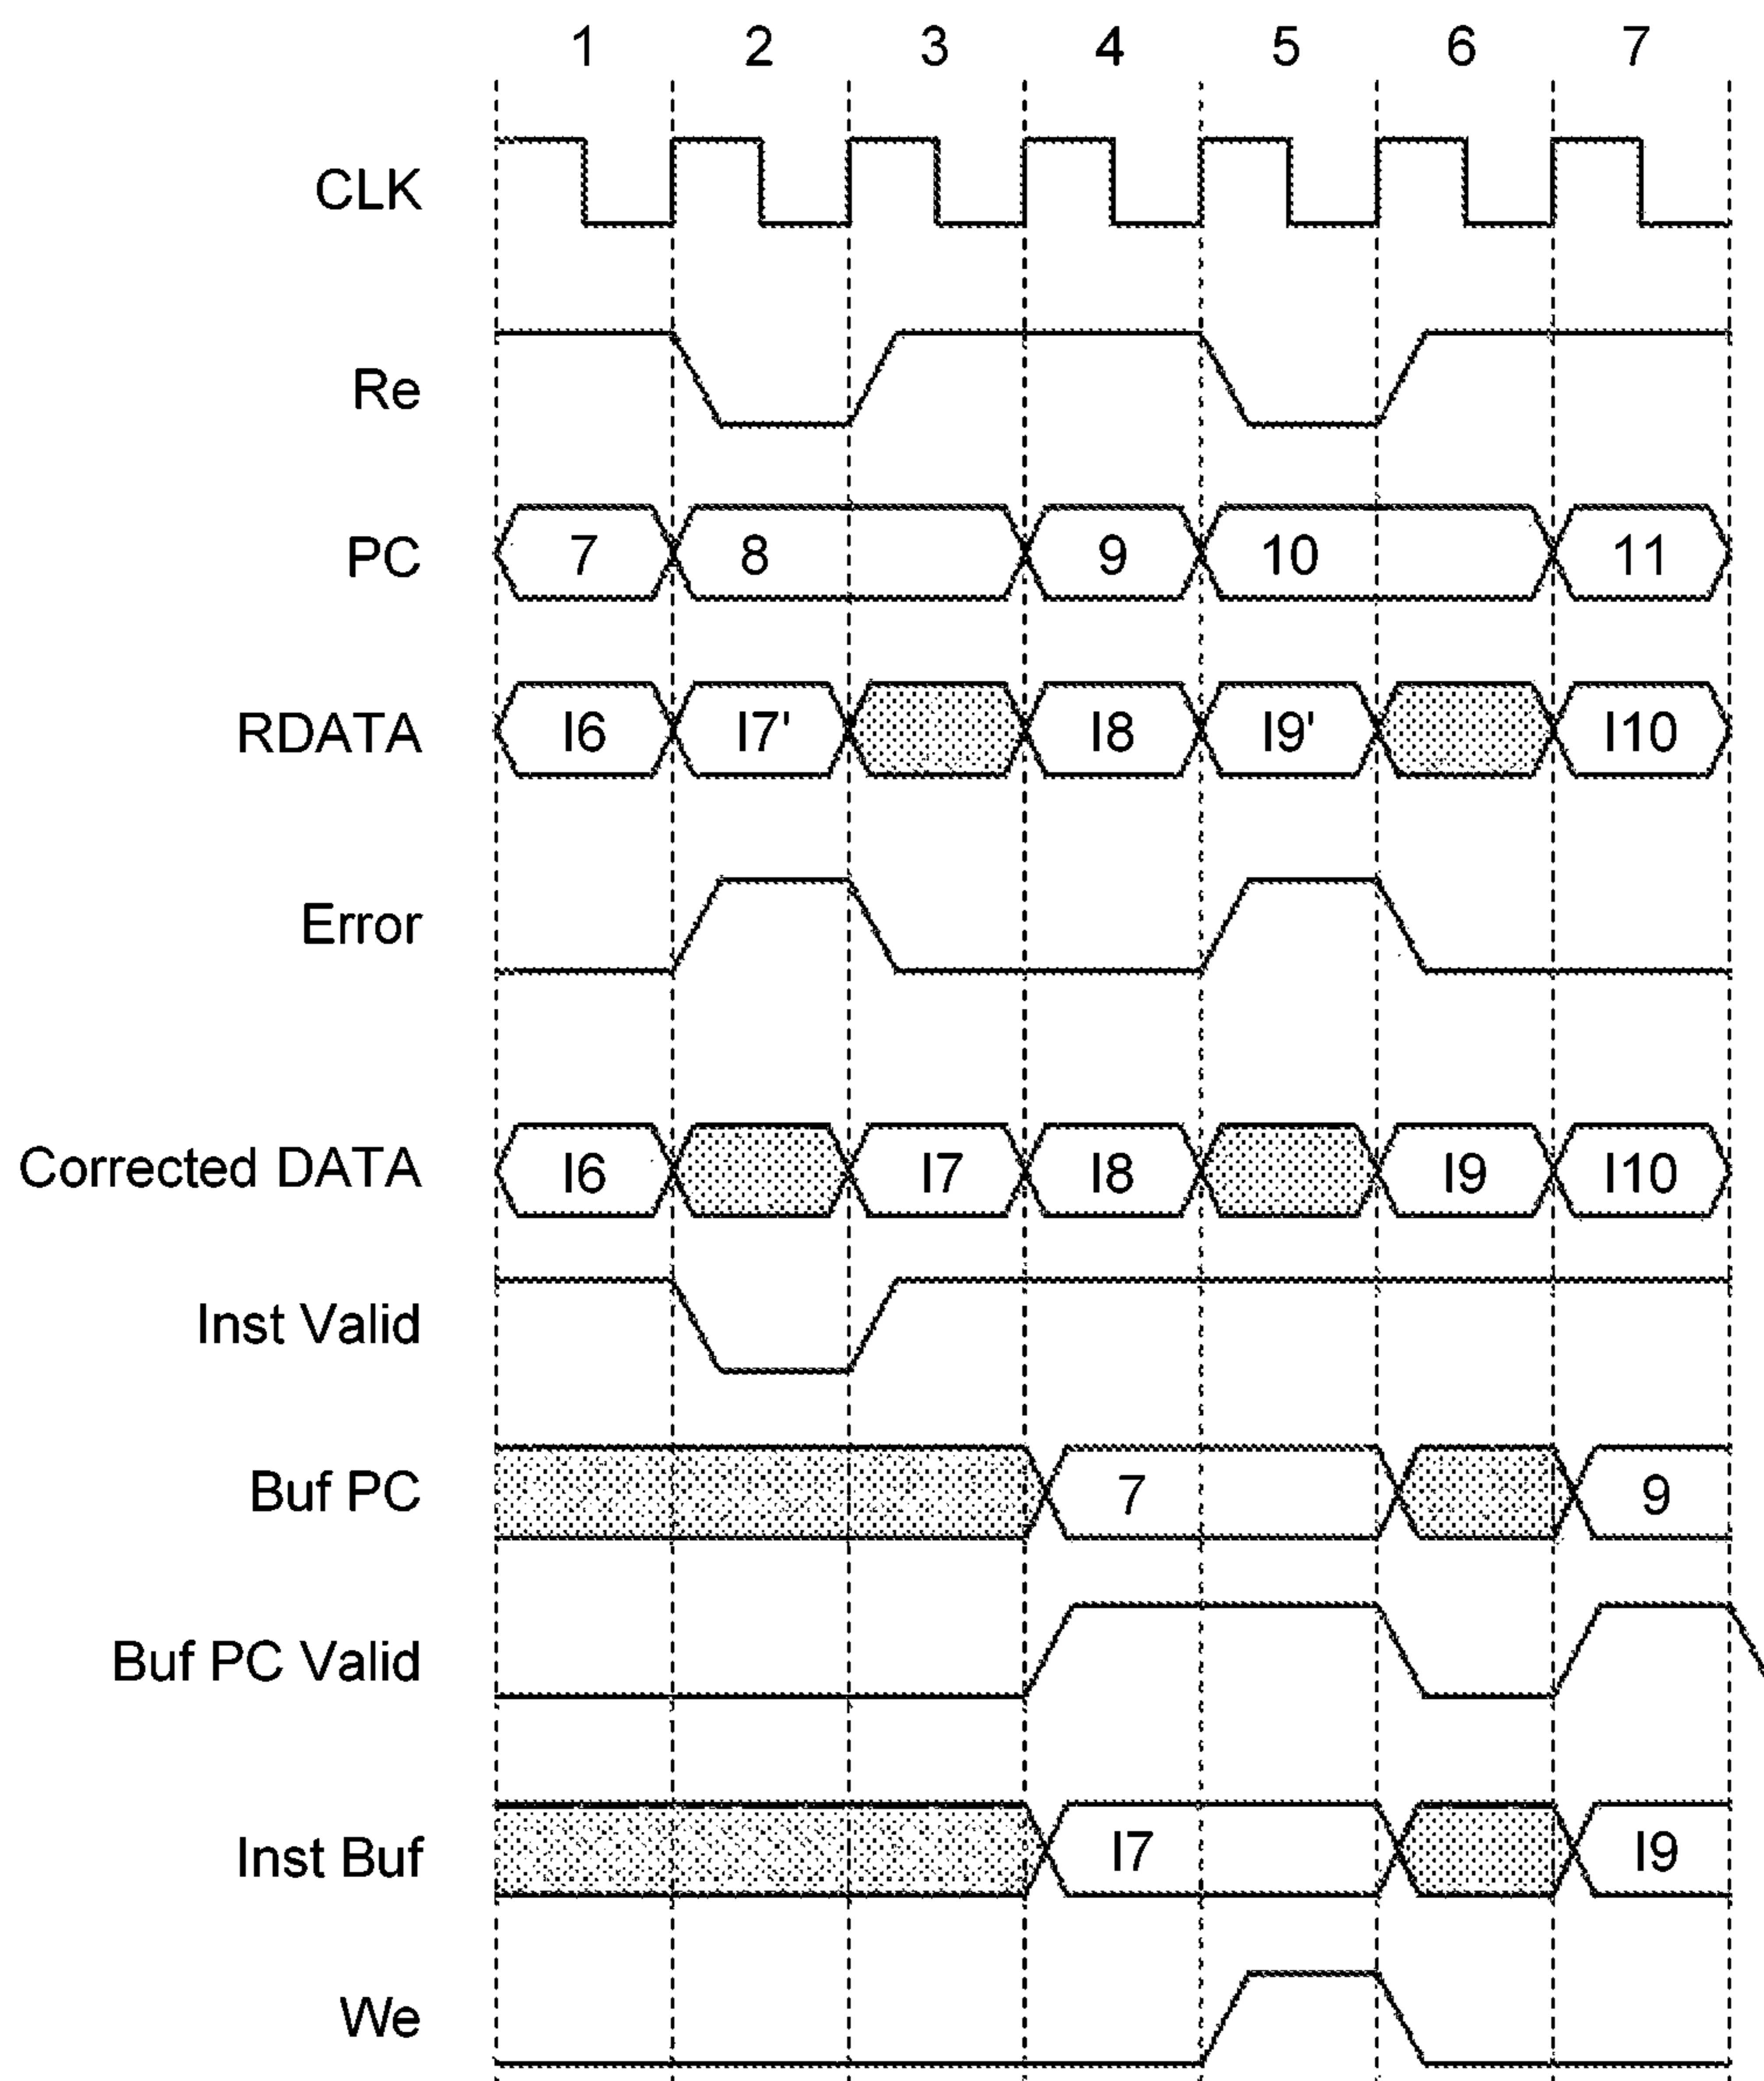 1 2 3 4 5 6 7
CLK
Re
PC 7 8 9 10 11
RDATA I6 I7' I8 I9' I10
Error
Corrected DATA I6 I7 I8 I9 I10
Inst Valid
Buf PC 7 9
Buf PC Valid
Inst Buf I7 I9
We